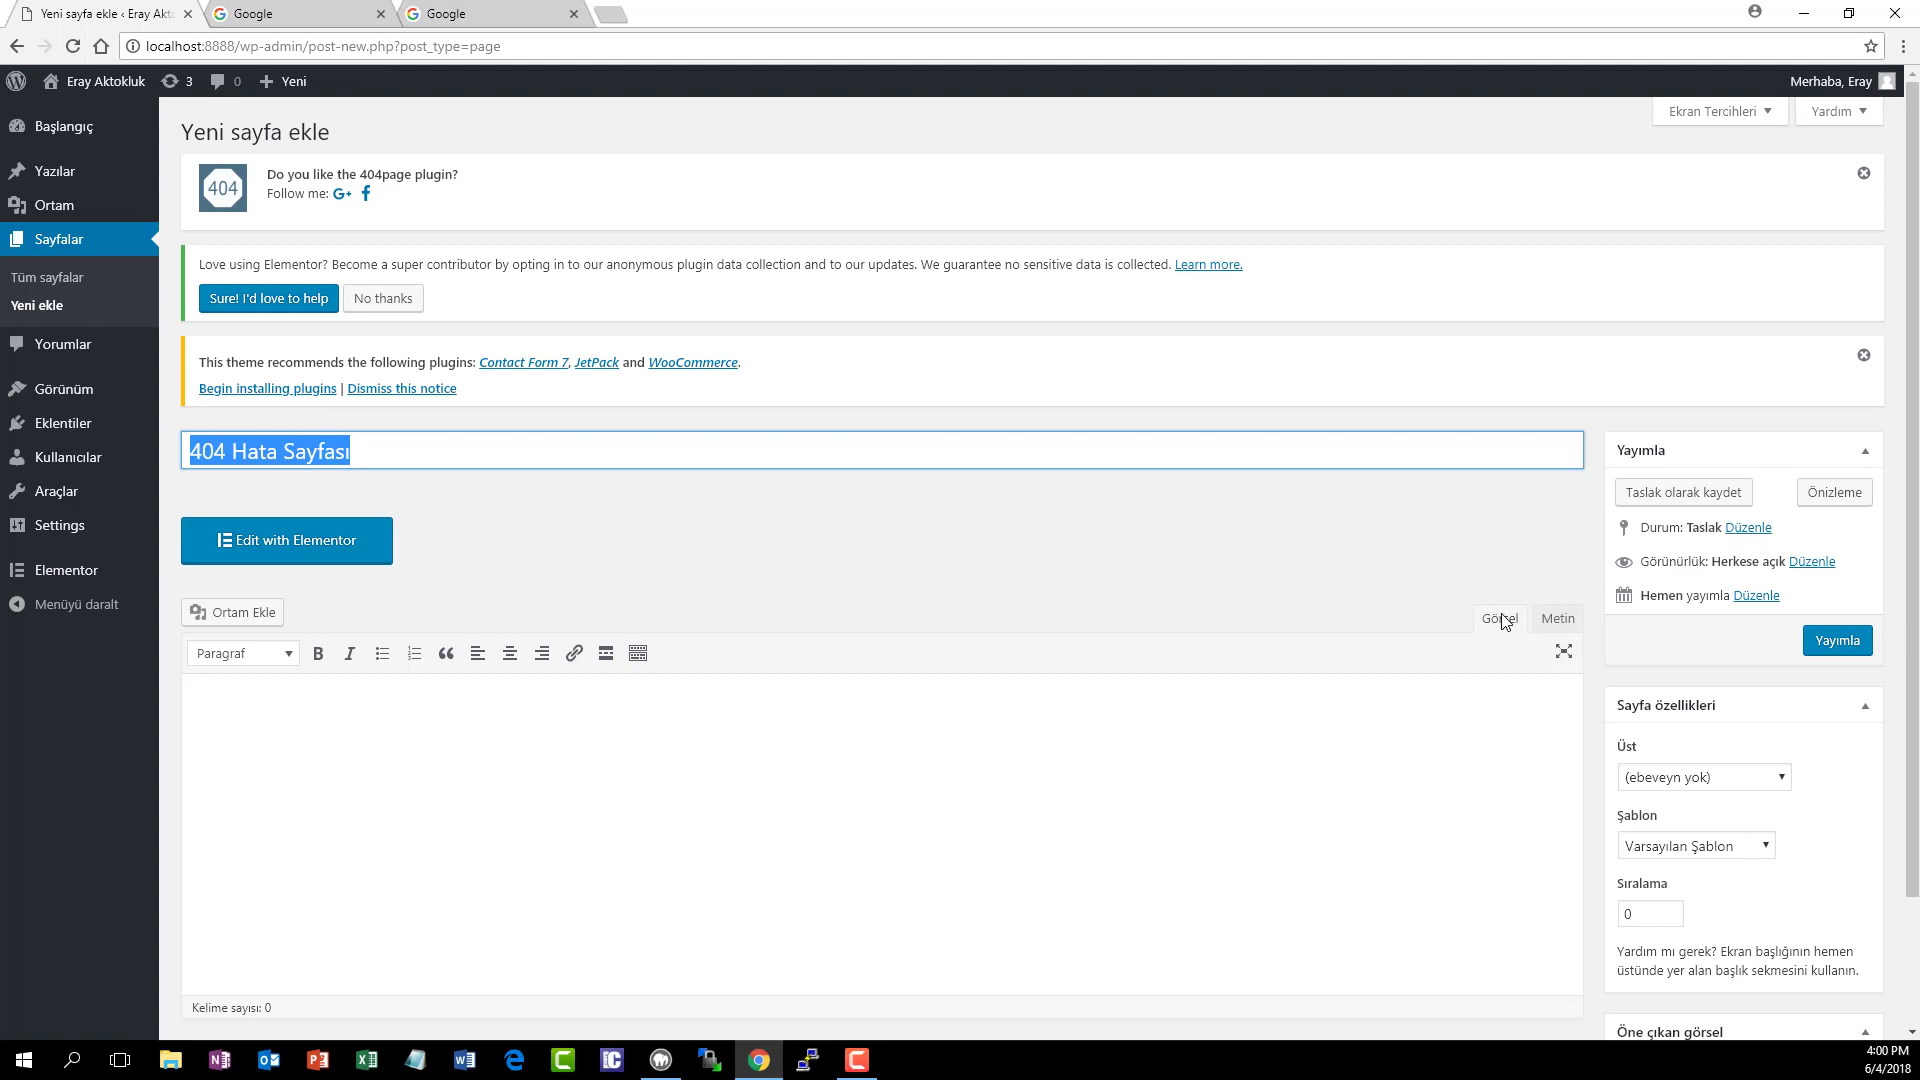 Yeni sayfa ekle ‹ Eray Akto
Google
Google
localhost:8888/wp-admin/post-new.php?post_type=page
Eray Aktokluk
3
0
Yeni
Merhaba, Eray
Başlangıç
Yazılar
Ortam
Sayfalar
Tüm sayfalar
Yeni ekle
Yorumlar
Görünüm
Eklentiler
Kullanıcılar
Araçlar
Settings
Elementor
Menüyü daralt
Ekran Tercihleri
Yardım
Yeni sayfa ekle
404
Do you like the 404page plugin?
Follow me: G+ f
Love using Elementor? Become a super contributor by opting in to our anonymous plugin data collection and to our updates. We guarantee no sensitive data is collected. Learn more.
Sure! I'd love to help
No thanks
This theme recommends the following plugins: Contact Form 7, JetPack and WooCommerce.
Begin installing plugins | Dismiss this notice
404 Hata Sayfası
Edit with Elementor
Ortam Ekle
Görsel
Metin
Paragraf
B I
Kelime sayısı: 0
Yayımla
Taslak olarak kaydet
Önizleme
Durum: Taslak Düzenle
Görünürlük: Herkese açık Düzenle
Hemen yayımla Düzenle
Yayımla
Sayfa özellikleri
Üst
(ebeveyn yok)
Şablon
Varsayılan Şablon
Sıralama
0
Yardım mı gerek? Ekran başlığının hemen
üstünde yer alan başlık sekmesini kullanın.
Öne çıkan görsel
4:00 PM
6/4/2018